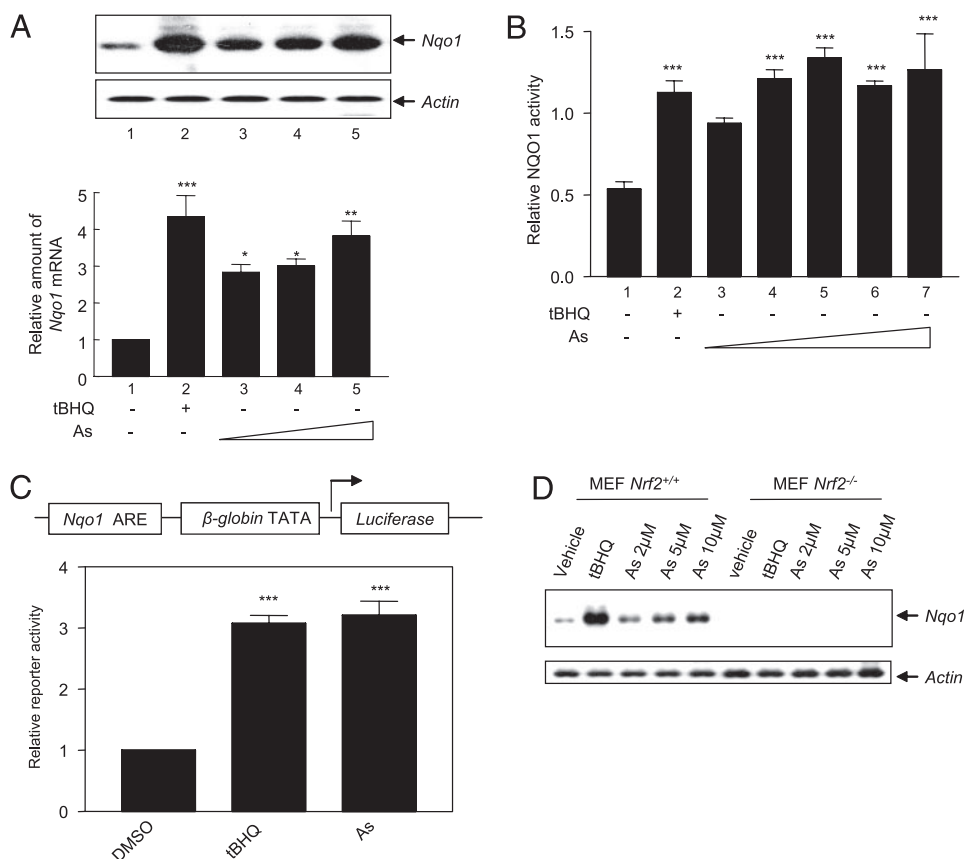 A
Nqo1
Actin
1 2 3 4 5
Relative amount of
Nqo1 mRNA
5
4
3
2
1
0
***
*
*
**
1 2 3 4 5
tBHQ - + - - -
As - -
B
Relative NQO1 activity
1.5
1.0
0.5
0.0
***
***
***
***
***
1 2 3 4 5 6 7
tBHQ - + - - - - -
As - -
C
Nqo1 ARE
β-globin TATA
Luciferase
Relative reporter activity
4
3
2
1
0
***
***
DMSO
tBHQ
As
D
MEF Nrf2+/+
MEF Nrf2-/-
Vehicle
tBHQ
As 2µM
As 5µM
As 10µM
vehicle
tBHQ
As 2µM
As 5µM
As 10µM
Nqo1
Actin